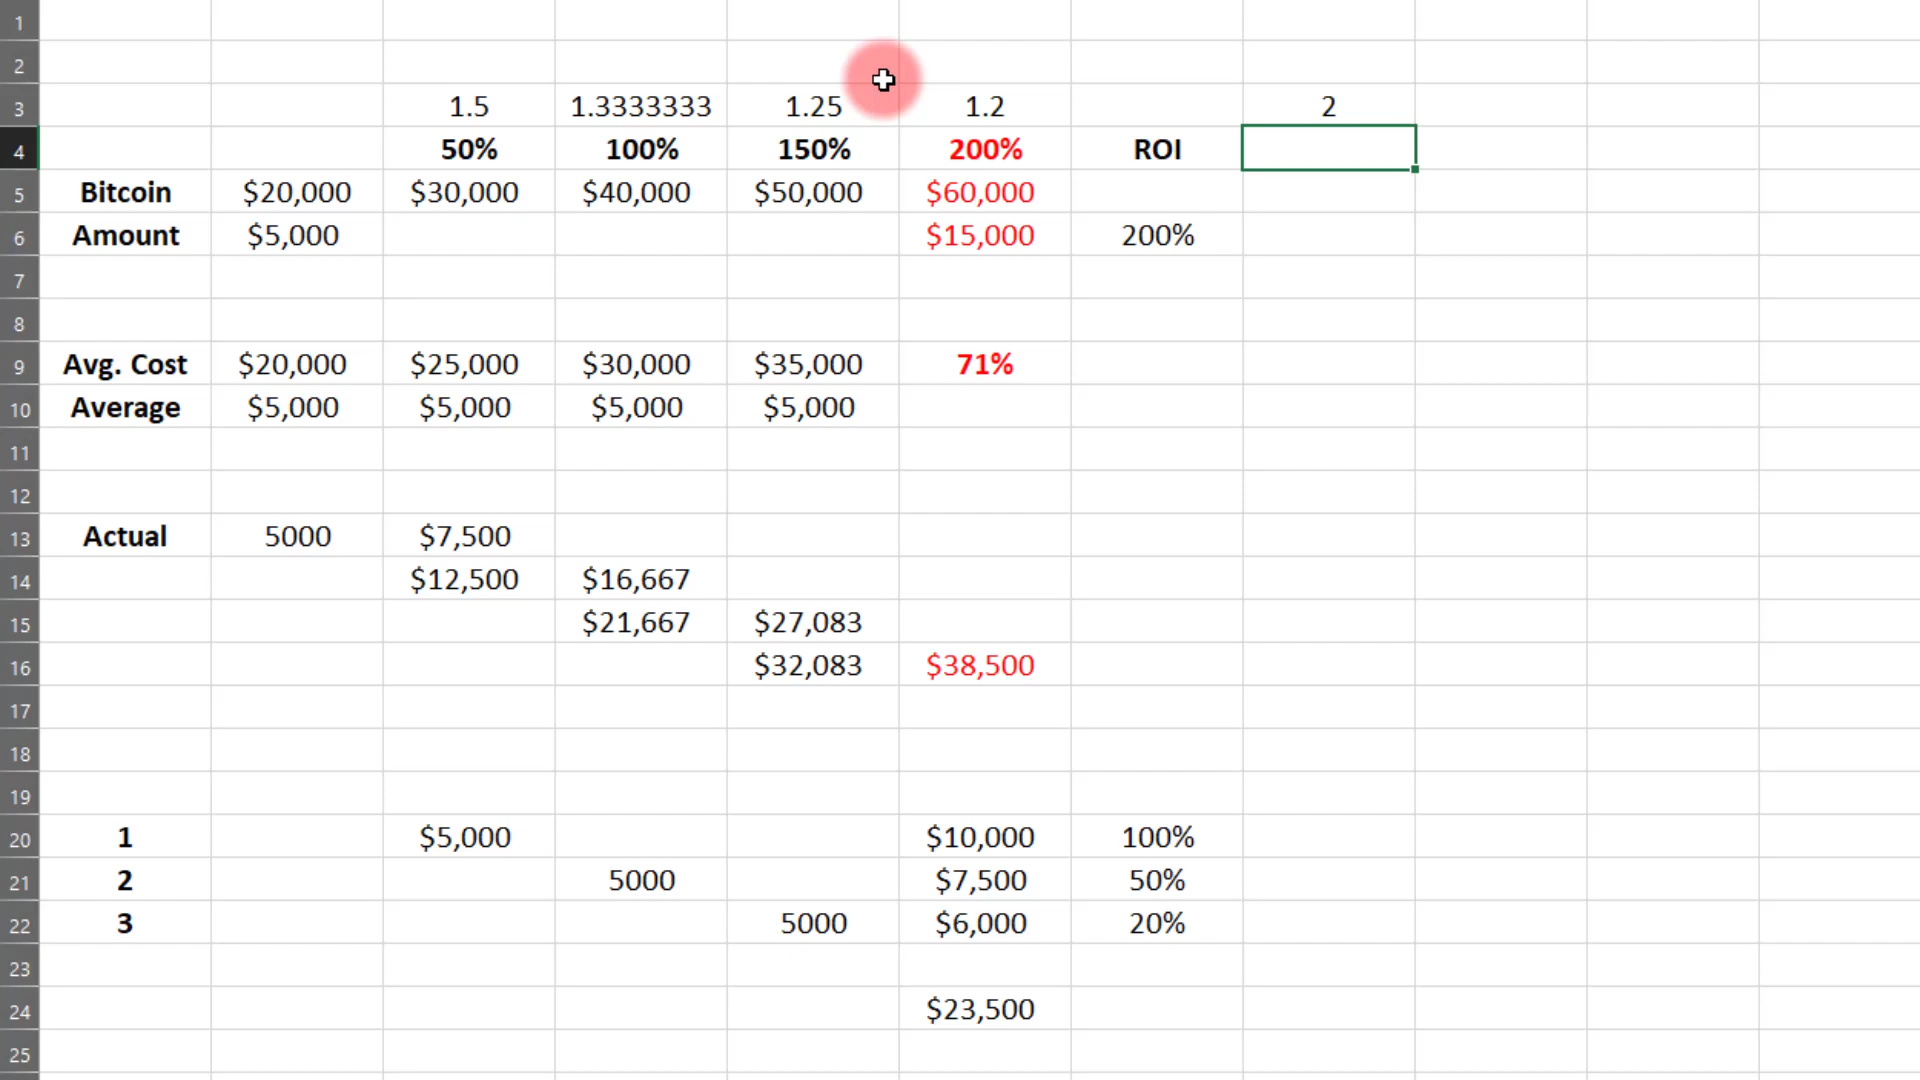 1
2
3 1.5 1.3333333 1.25 1.2 2
4 50% 100% 150% 200% ROI
5 Bitcoin $20,000 $30,000 $40,000 $50,000 $60,000
6 Amount $5,000 $15,000 200%
7
8
9 Avg. Cost $20,000 $25,000 $30,000 $35,000 71%
10 Average $5,000 $5,000 $5,000 $5,000
11
12
13 Actual 5000 $7,500
14 $12,500 $16,667
15 $21,667 $27,083
16 $32,083 $38,500
17
18
19
20 1 $5,000 $10,000 100%
21 2 5000 $7,500 50%
22 3 5000 $6,000 20%
23
24 $23,500
25